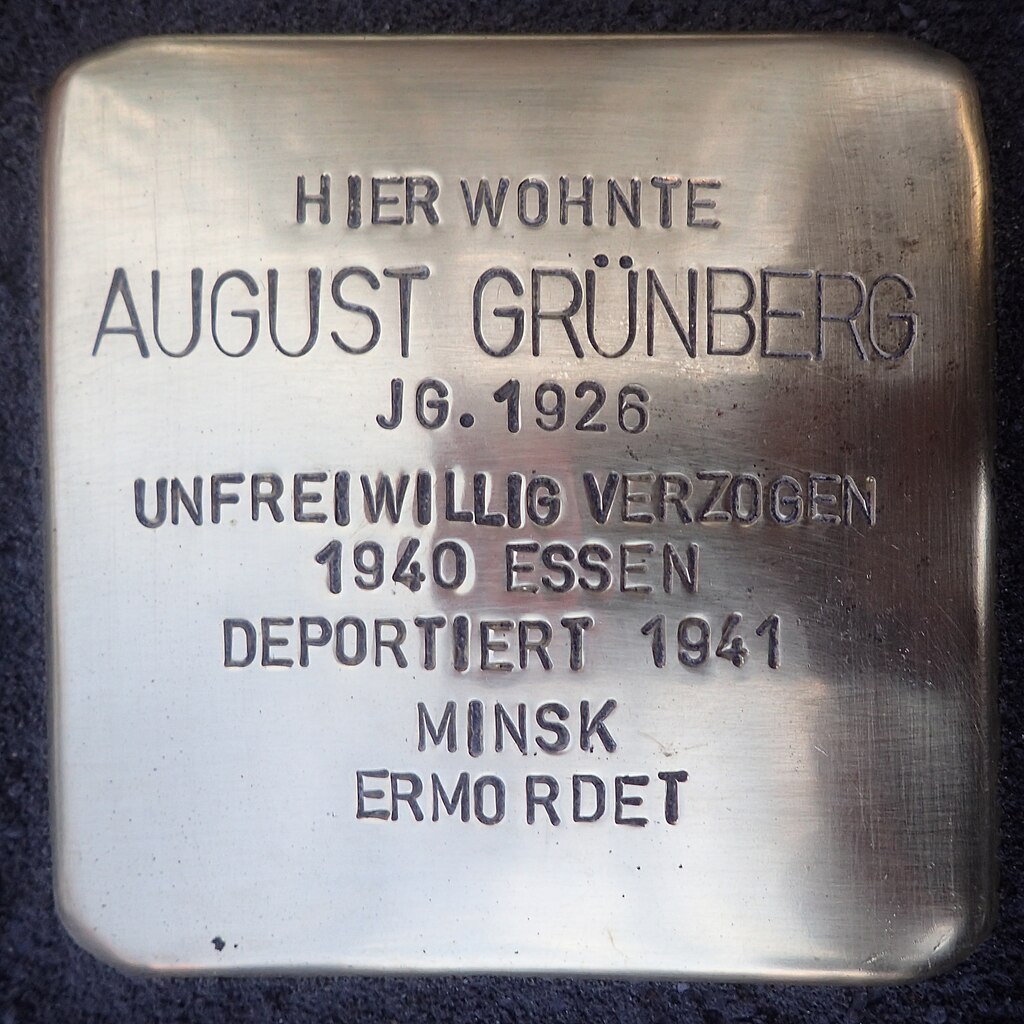 HIER WOHNTE
AUGUST GRÜNBERG
JG. 1926
UNFREIWILLIG VERZOGEN
1940 ESSEN
DEPORTIERT 1941
MINSK
ERMORDET